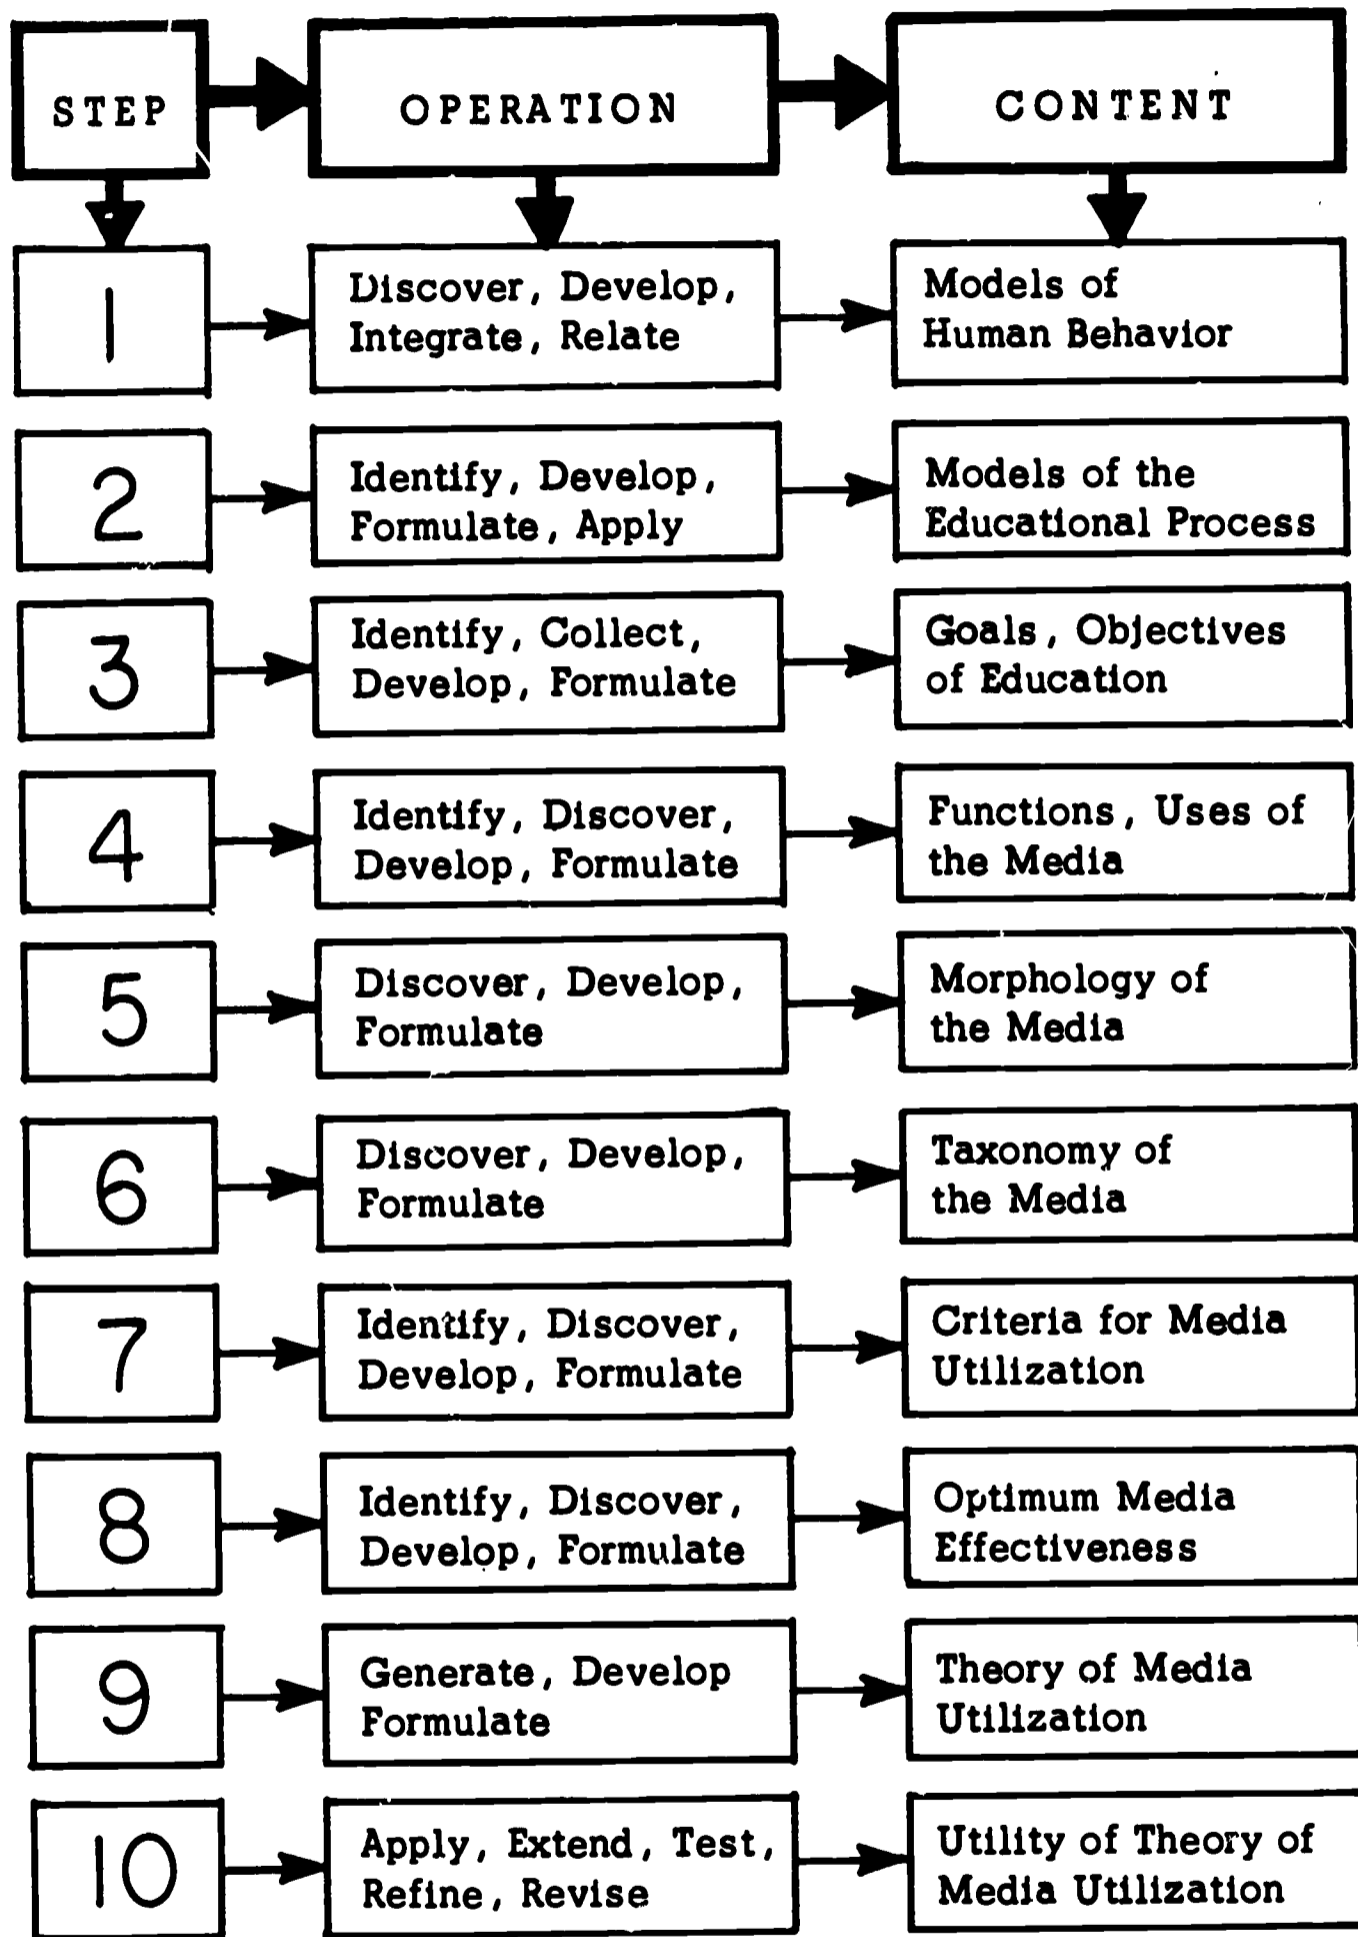 STEP OPERATION CONTENT
1
Discover, Develop,
Integrate, Relate
Models of
Human Behavior
2
Identify, Develop,
Formulate, Apply
Models of the
Educational Process
3
Identify, Collect,
Develop, Formulate
Goals, Objectives
of Education
4
Identify, Discover,
Develop, Formulate
Functions, Uses of
the Media
5
Discover, Develop,
Formulate
Morphology of
the Media
6
Discover, Develop,
Formulate
Taxonomy of
the Media
7
Identify, Discover,
Develop, Formulate
Criteria for Media
Utilization
8
Identify, Discover,
Develop, Formulate
Optimum Media
Effectiveness
9
Generate, Develop
Formulate
Theory of Media
Utilization
10
Apply, Extend, Test,
Refine, Revise
Utility of Theory of
Media Utilization